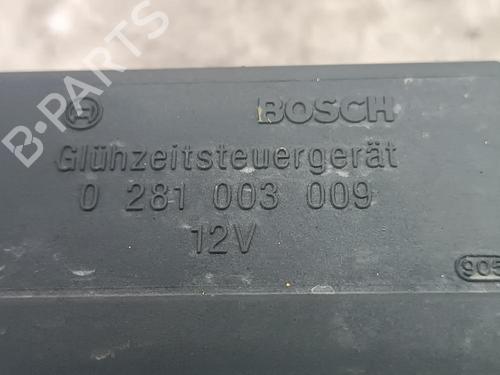 BOSCH
Glühzeitsteuergerät
0 281 003 009
12V
905
B-PARTS